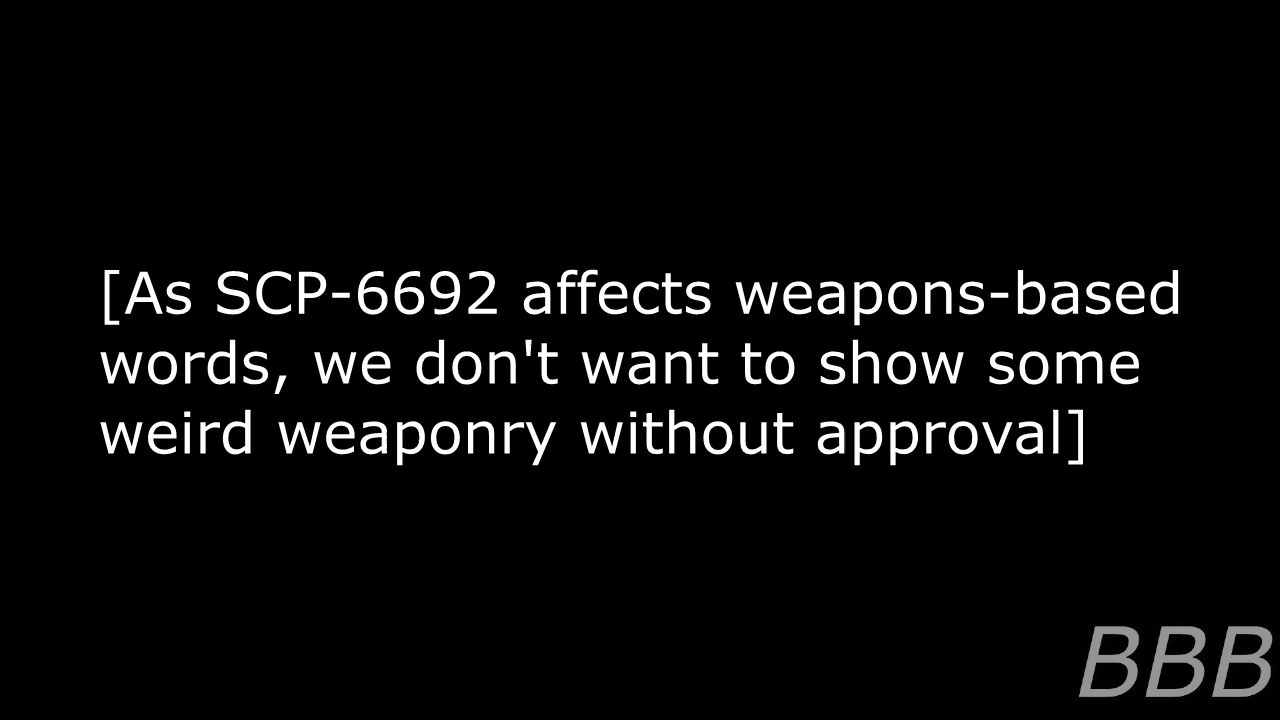 [As SCP-6692 affects weapons-based
words, we don't want to show some
weird weaponry without approval]
BBB